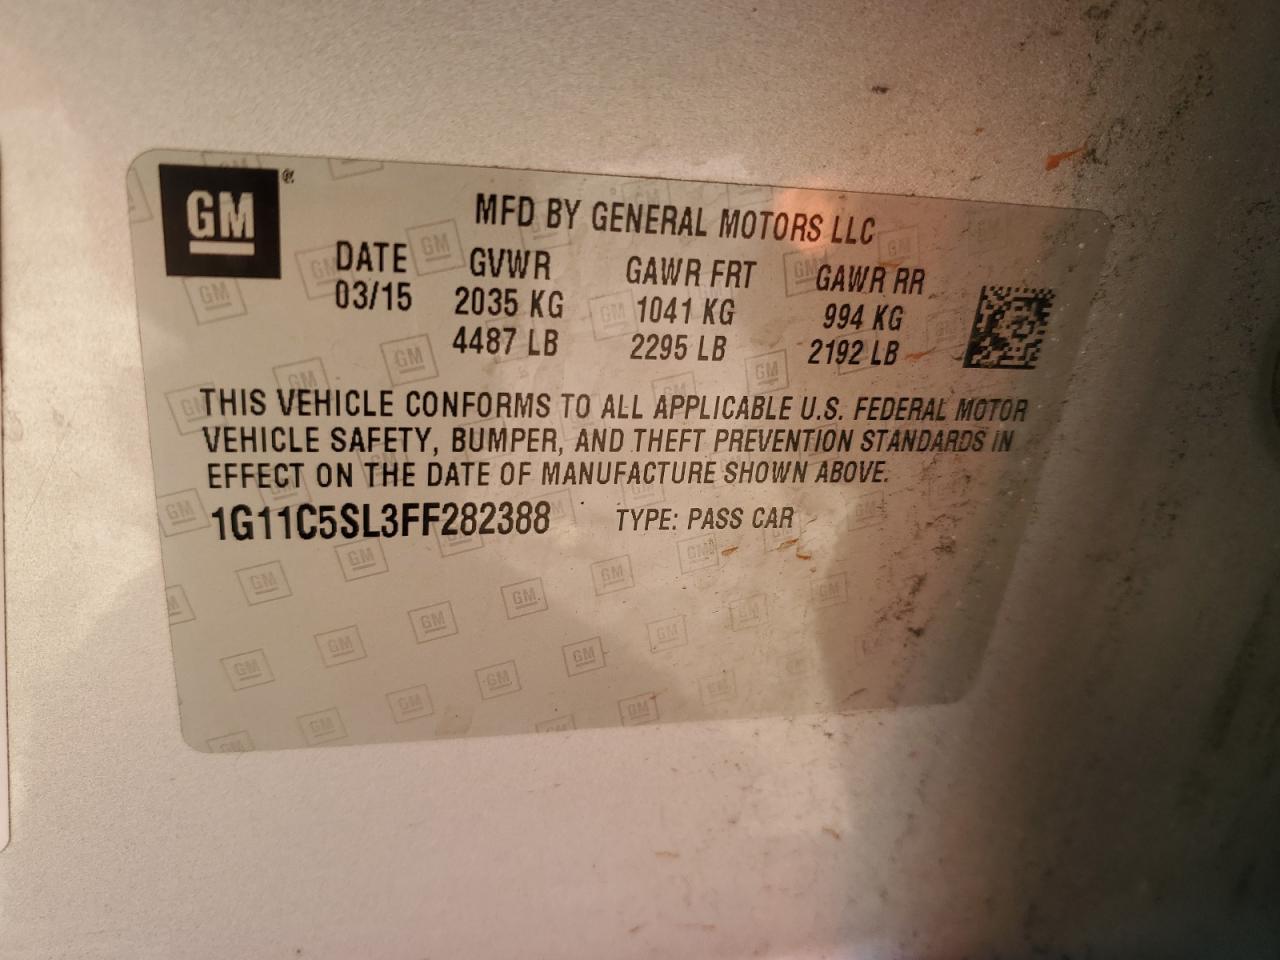 GM®
MFD BY GENERAL MOTORS LLC
DATE GVWR GAWR FRT GAWR RR
03/15 2035 KG 1041 KG 994 KG
4487 LB 2295 LB 2192 LB
THIS VEHICLE CONFORMS TO ALL APPLICABLE U.S. FEDERAL MOTOR
VEHICLE SAFETY, BUMPER, AND THEFT PREVENTION STANDARDS IN
EFFECT ON THE DATE OF MANUFACTURE SHOWN ABOVE.
1G11C5SL3FF282388 TYPE: PASS CAR